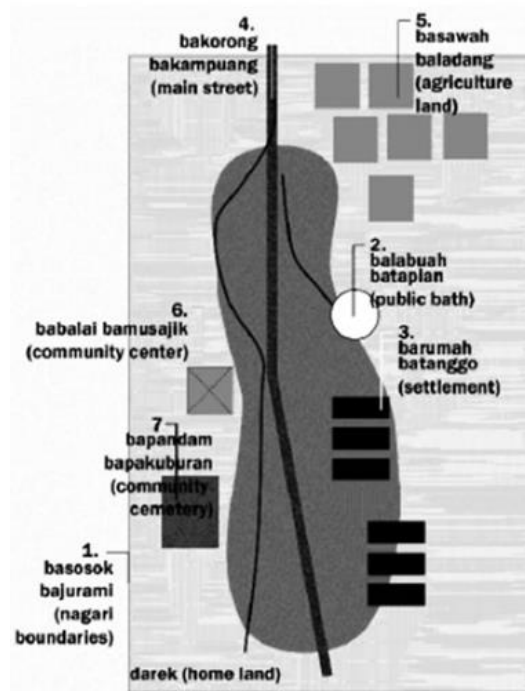 4.
bakorong
bakampuang
(main street)
5.
basawah
baladang
(agriculture
land)
2.
balabuah
batapian
(public bath)
6.
babalai bamusajik
(community center)
3.
barumah
batanggo
(settlement)
7
bapandam
bapakuburan
(community
cemetery)
1.
basosok
bajurami
(nagari
boundaries)
darek (home land)